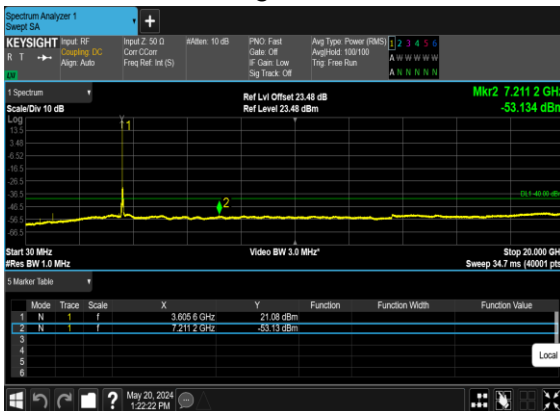 Spectrum Analyzer 1
Swept SA
KEYSIGHT Input: RF Input Z: 50 Ω #Atten: 10 dB PNO: Fast Avg Type: Power (RMS) 1 2 3 4 5 6
R T Coupling: DC Corr CCorr Gate: Off Avg|Hold: 100/100 A W W W W W
Align: Auto Freq Ref: Int (S) IF Gain: Low Trig: Free Run
LV Sig Track: Off A N N N N N
1 Spectrum Ref Lvl Offset 23.48 dB Mkr2 7.211 2 GHz
Scale/Div 10 dB Ref Level 23.48 dBm -53.134 dBm
Log
13.5
3.48
-6.52
-16.5
-26.5
-36.5
-46.5
-56.5
-66.5
1
2
DL1 -40.00 dBm
Start 30 MHz Video BW 3.0 MHz* Stop 20.000 GHz
#Res BW 1.0 MHz Sweep 34.7 ms (40001 pts)
5 Marker Table
Mode Trace Scale X Y Function Function Width Function Value
1 N 1 f 3.605 6 GHz 21.08 dBm
2 N 1 f 7.211 2 GHz -53.13 dBm
3
4
5
6
Local
? May 20, 2024
1:22:22 PM